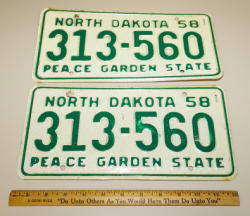 NORTH DAKOTA 58
313-560
PEACE GARDEN STATE
NORTH DAKOTA 58
313-560
PEACE GARDEN STATE
"Do Unto Others As You Would Have Them Do Unto You"